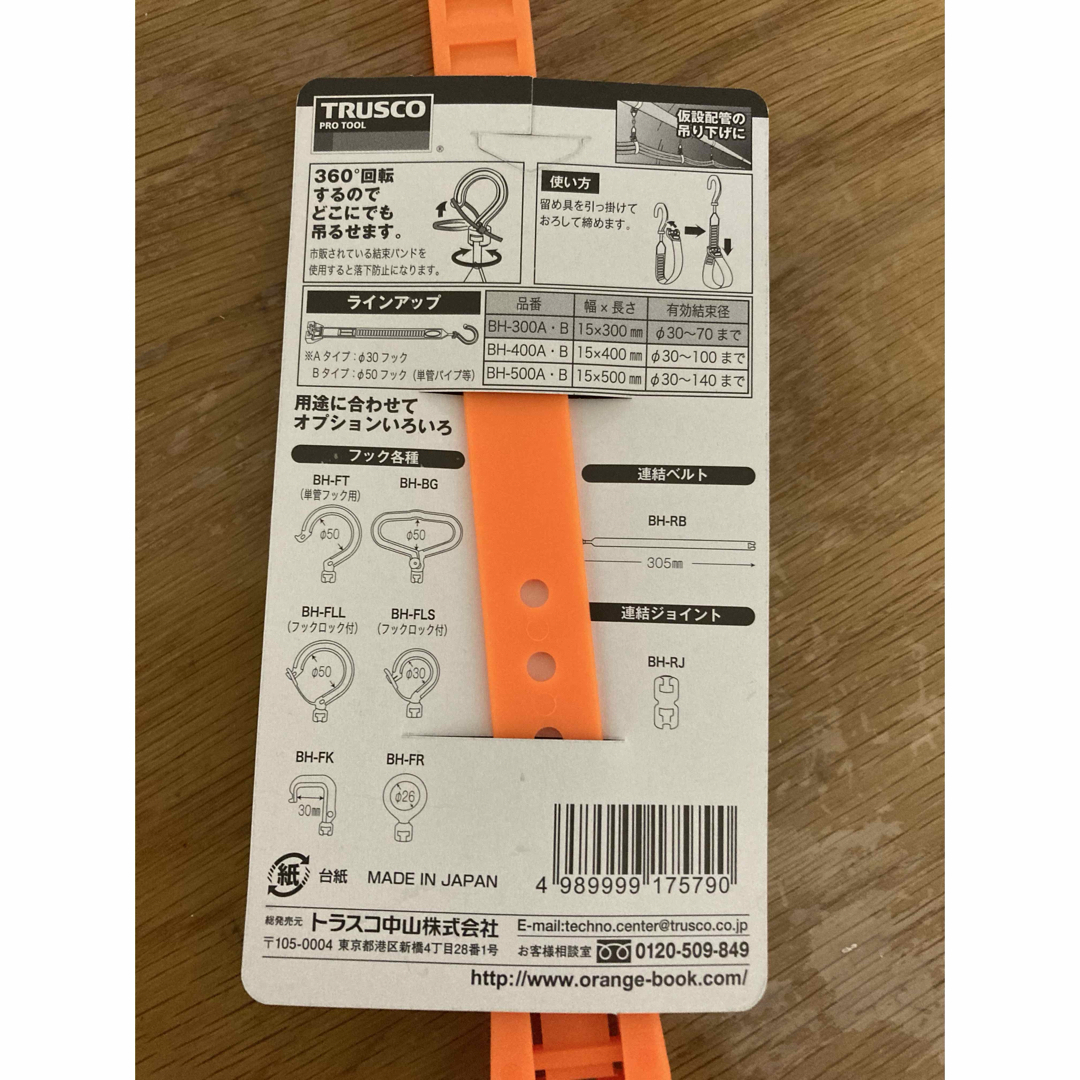 TRUSCO
PRO TOOL
®
仮設配管の
吊り下げに
360°回転
するので
どこにでも
吊るせます。
市販されている結束バンドを
使用すると落下防止になります。
使い方
留め具を引っ掛けて
おろして締めます。
ラインアップ
※Aタイプ：φ30フック
Bタイプ：φ50フック（単管パイプ等）
品番 幅×長さ 有効結束径
BH-300A・B 15×300㎜ φ30〜70まで
BH-400A・B 15×400㎜ φ30〜100まで
BH-500A・B 15×500㎜ φ30〜140まで
用途に合わせて
オプションいろいろ
フック各種
BH-FT
（単管フック用）
φ50
BH-BG
φ50
BH-FLL
（フックロック付）
φ50
BH-FLS
（フックロック付）
φ30
BH-FK
30㎜
BH-FR
φ26
連結ベルト
BH-RB
305㎜
連結ジョイント
BH-RJ
紙 台紙 MADE IN JAPAN
4 989999 175790
総発売元 トラスコ中山株式会社
〒105-0004 東京都港区新橋4丁目28番1号
E-mail:techno.center@trusco.co.jp
お客様相談室 0120-509-849
http://www.orange-book.com/